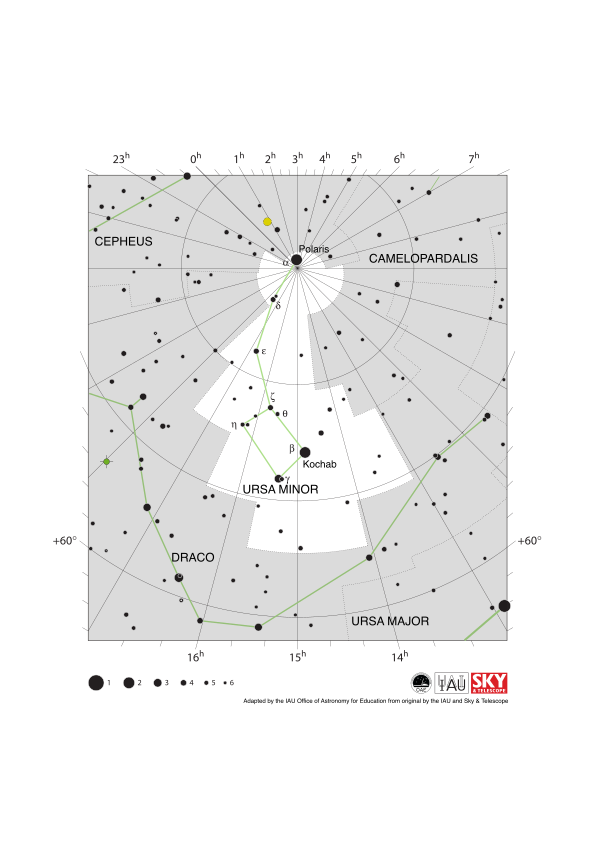 23h 0h 1h 2h 3h 4h 5h 6h 7h
Polaris
CEPHEUS
CAMELOPARDALIS
α
δ
ε
ζ
θ
η
β
Kochab
γ
URSA MINOR
+60° +60°
DRACO
URSA MAJOR
16h 15h 14h
1 2 3 4 5 6
OAE IAU SKY
& TELESCOPE
Adapted by the IAU Office of Astronomy for Education from original by the IAU and Sky & Telescope